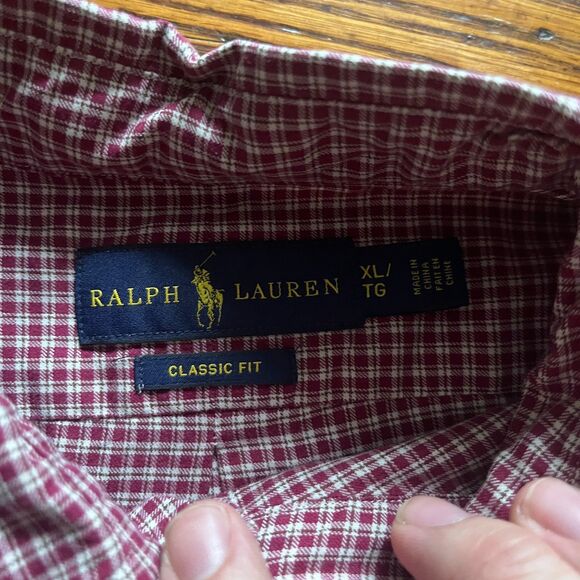 RALPH LAUREN
XL/
TG
MADE IN
CHINA
FAIT EN
CHINE
CLASSIC FIT